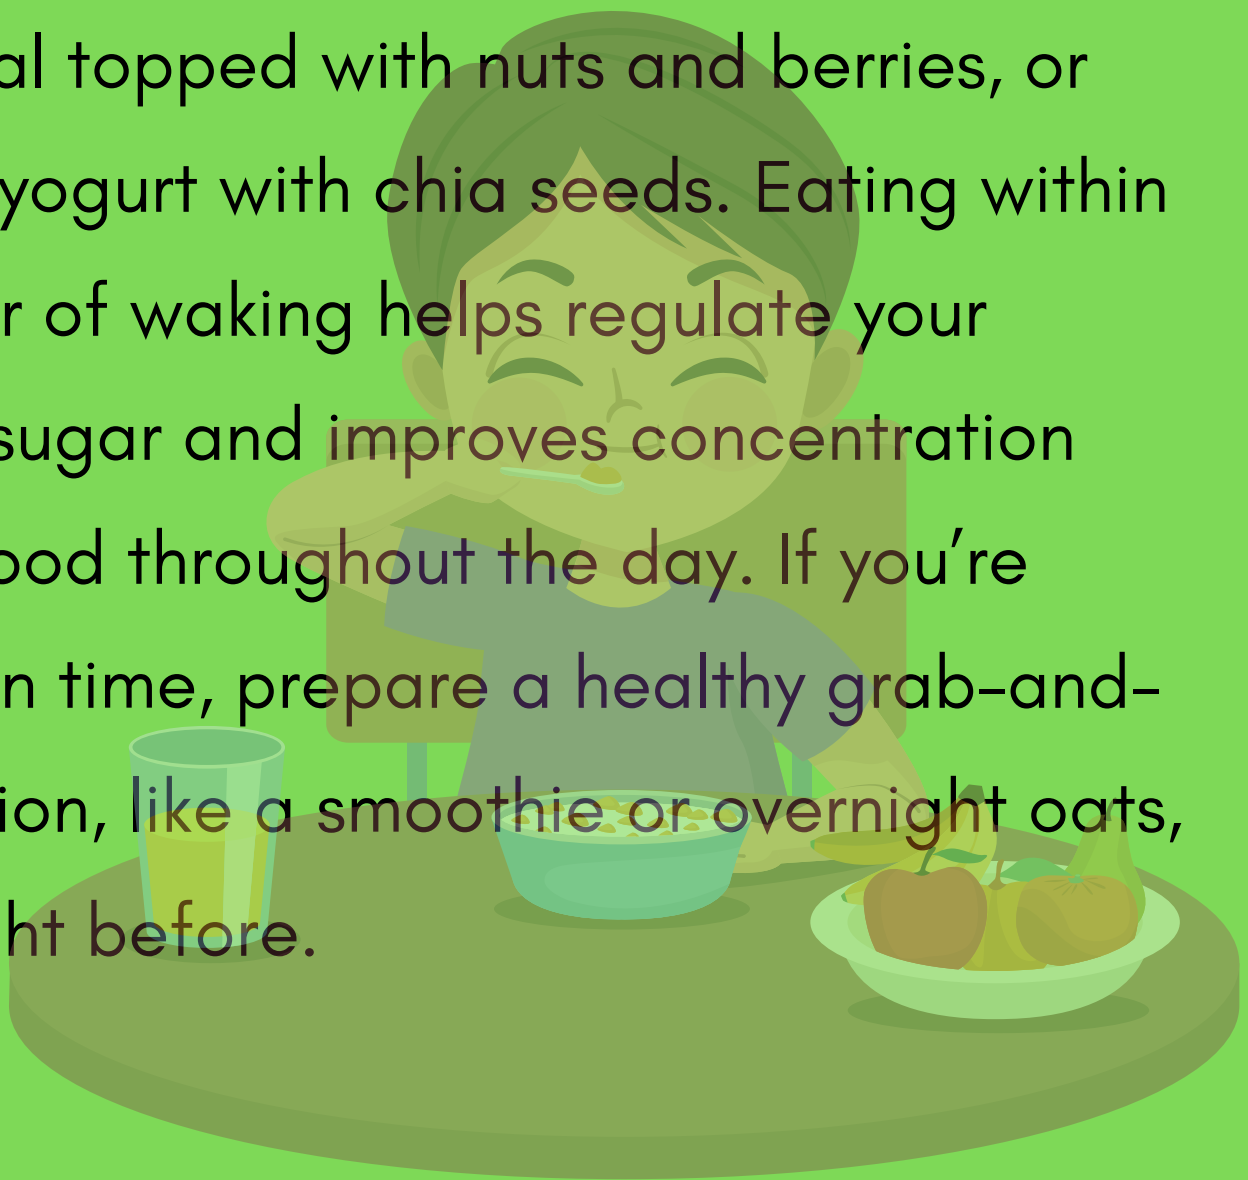 al topped with nuts and berries, or
yogurt with chia seeds. Eating within
r of waking helps regulate your
sugar and improves concentration
ood throughout the day. If you’re
n time, prepare a healthy grab-and-
ion, like a smoothie or overnight oats,
ht before.